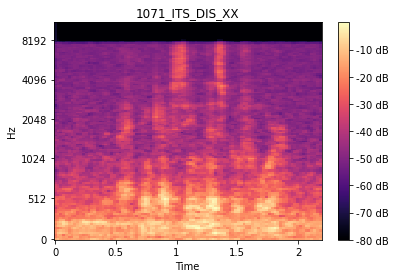 1071_ITS_DIS_XX
8192
4096
2048
1024
512
0
Hz
0
0.5
1
1.5
2
Time
-10 dB
-20 dB
-30 dB
-40 dB
-50 dB
-60 dB
-70 dB
-80 dB